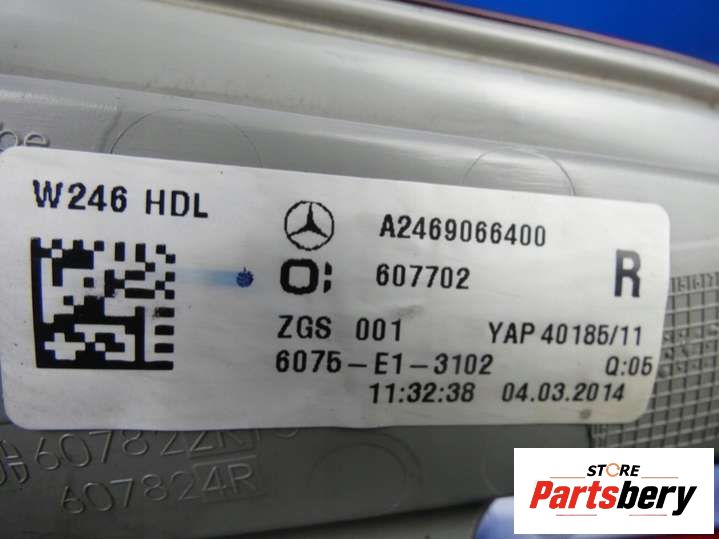 W246 HDL
A2469066400
607702
R
ZGS 001 YAP 40185/11
6075-E1-3102 Q:05
11:32:38 04.03.2014
607824R
STORE
Partsbery